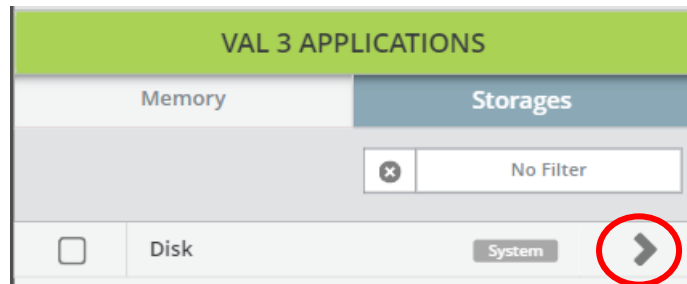 VAL 3 APPLICATIONS
Memory Storages
No Filter
Disk System